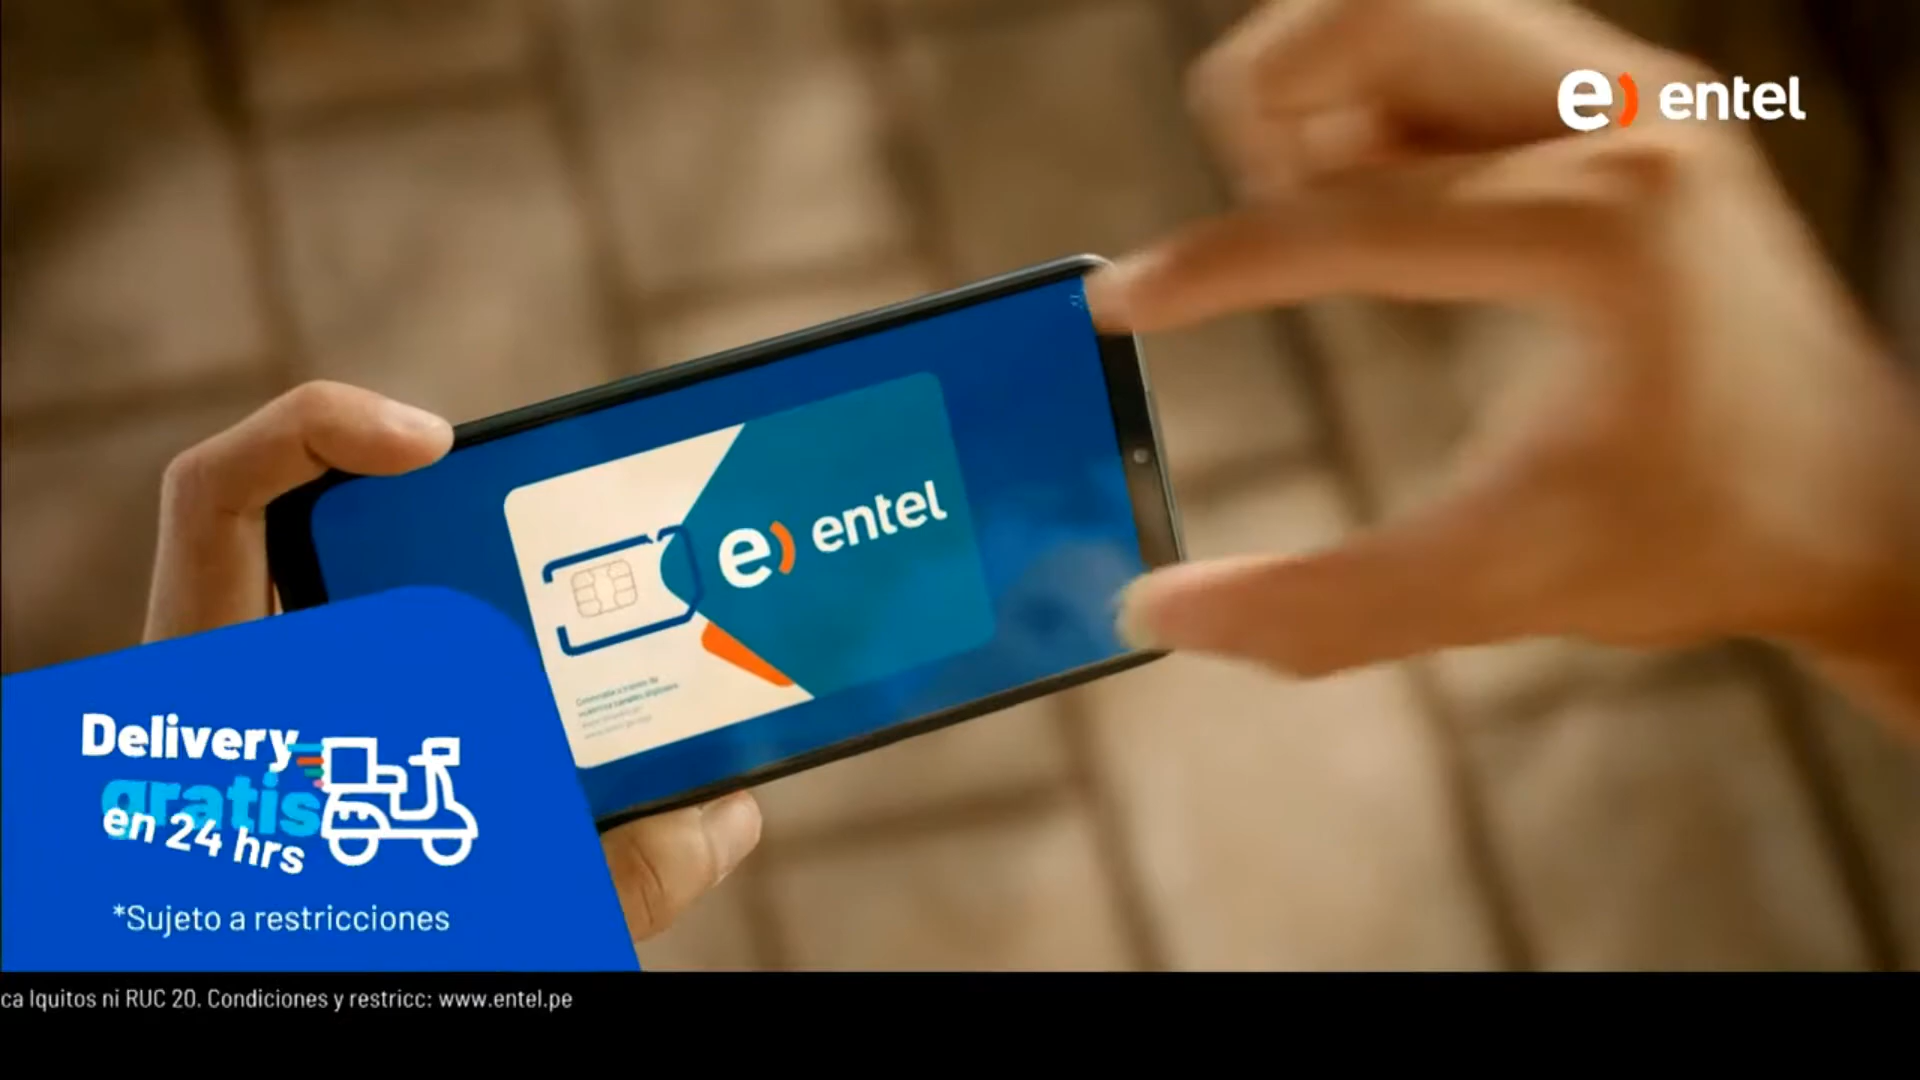 e) entel
e) entel
Delivery
gratis
en 24 hrs
*Sujeto a restricciones
ca Iquitos ni RUC 20. Condiciones y restricc: www.entel.pe